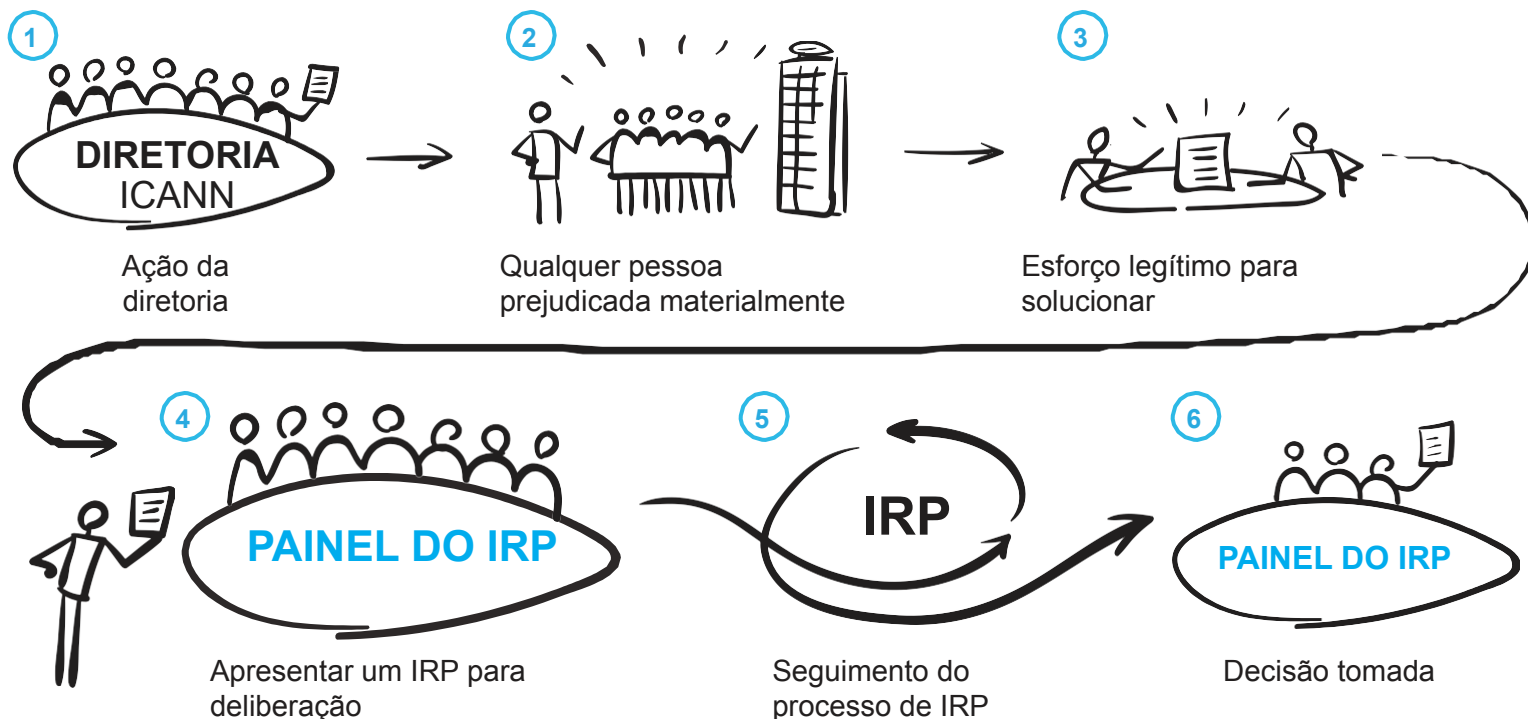 1
2
3
DIRETORIA
ICANN
Ação da
diretoria
Qualquer pessoa
prejudicada materialmente
Esforço legítimo para
solucionar
4
5
6
PAINEL DO IRP
IRP
PAINEL DO IRP
Apresentar um IRP para
deliberação
Seguimento do
processo de IRP
Decisão tomada